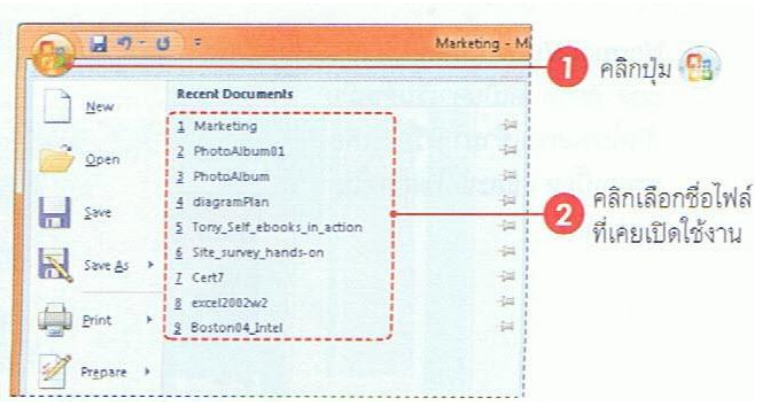 Marketing - Mi
1 คลิกปุ่ม
New
Open
Save
Save As
Print
Prepare
Recent Documents
1 Marketing
2 PhotoAlbum01
3 PhotoAlbum
4 diagramPlan
5 Tony_Self_ebooks_in_action
6 Site_survey_hands-on
7 Cert7
8 excel2002w2
9 Boston04_Intel
2 คลิกเลือกชื่อไฟล์
ที่เคยเปิดใช้งาน